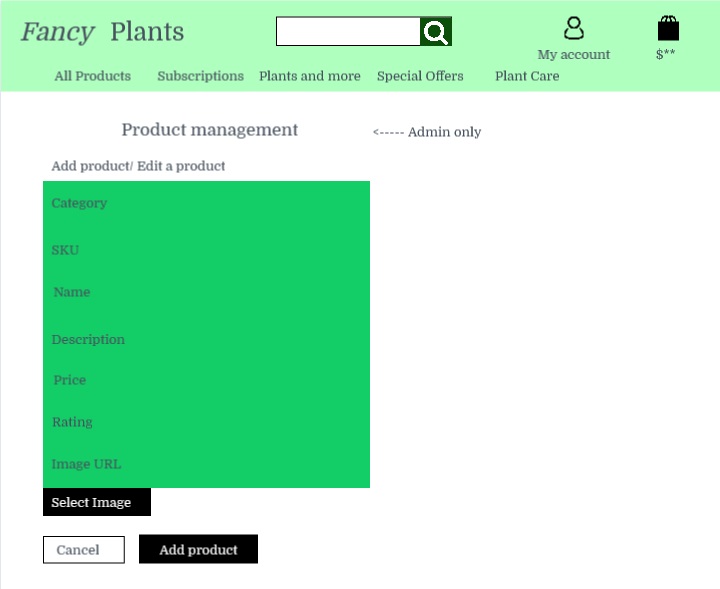 Fancy Plants
My account
$**
All Products Subscriptions Plants and more Special Offers Plant Care
Product management
<----- Admin only
Add product/ Edit a product
Category
SKU
Name
Description
Price
Rating
Image URL
Select Image
Cancel
Add product